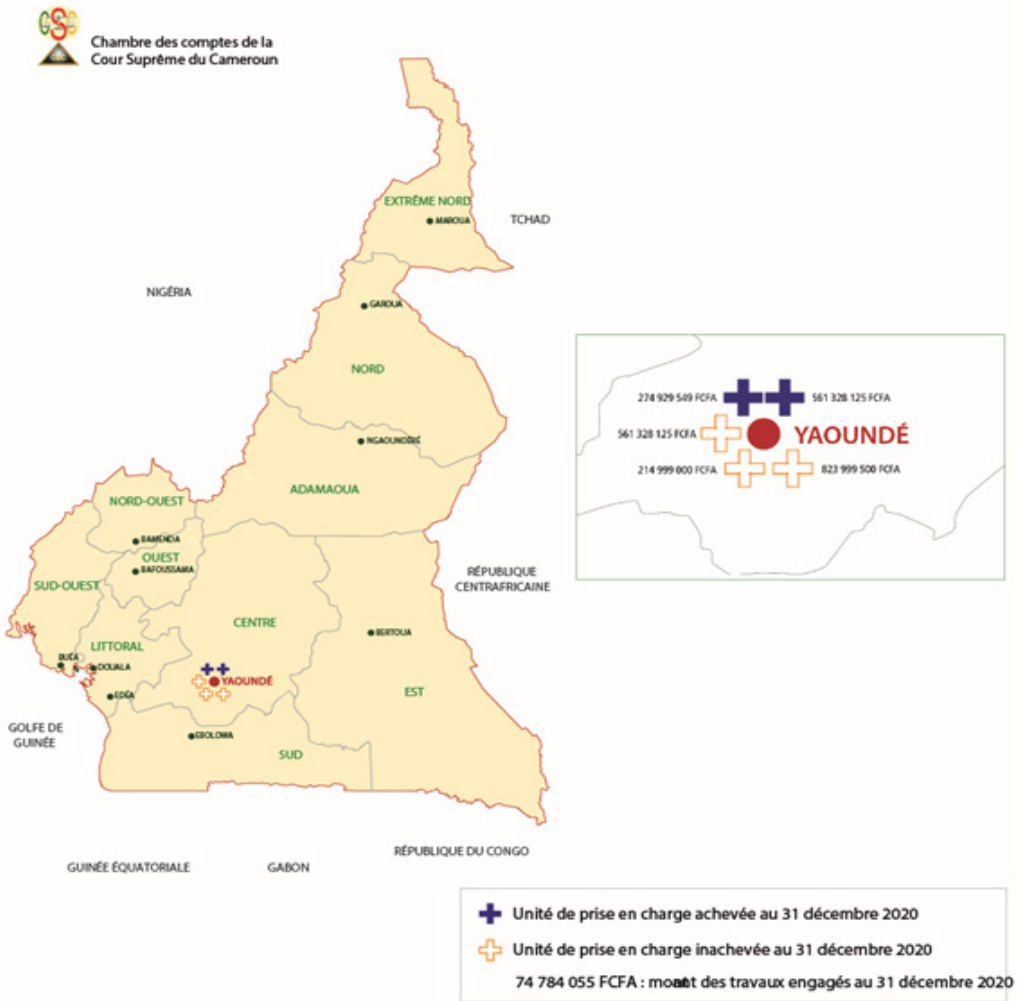 Chambre des comptes de la
Cour Suprême du Cameroun
EXTRÊME NORD
MAROUA
TCHAD
NIGÉRIA
GAROUA
NORD
NGAOUNDÉRÉ
ADAMAOUA
NORD-OUEST
BAMENDA
OUEST
BAFOUSSAMA
SUD-OUEST
RÉPUBLIQUE
CENTRAFRICAINE
CENTRE
BERTOUA
LITTORAL
BUÉA
DOUALA
YAOUNDÉ
EDÉA
EST
GOLFE DE
GUINÉE
EBOLOWA
SUD
RÉPUBLIQUE DU CONGO
GUINÉE ÉQUATORIALE
GABON
274 929 549 FCFA
561 328 125 FCFA
561 328 125 FCFA
YAOUNDÉ
214 999 000 FCFA
823 999 500 FCFA
Unité de prise en charge achevée au 31 décembre 2020
Unité de prise en charge inachevée au 31 décembre 2020
74 784 055 FCFA : des travaux engagés au 31 décembre 2020